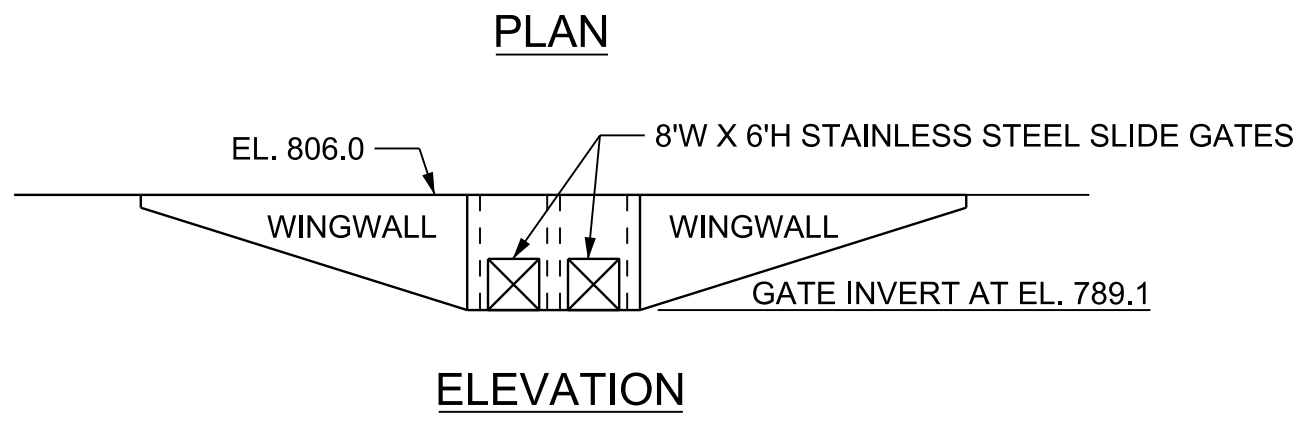 PLAN
EL. 806.0
8'W X 6'H STAINLESS STEEL SLIDE GATES
WINGWALL
WINGWALL
GATE INVERT AT EL. 789.1
ELEVATION